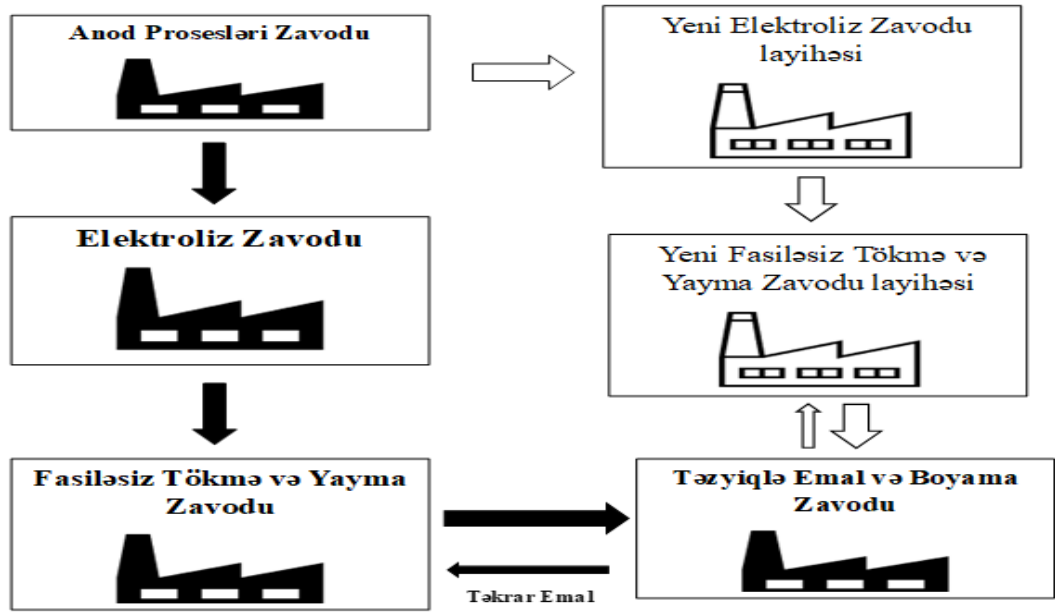 Anod Prosesləri Zavodu
Yeni Elektroliz Zavodu
layihəsi
Elektroliz Zavodu
Yeni Fasiləsiz Tökmə və
Yayma Zavodu layihəsi
Fasiləsiz Tökmə və Yayma
Zavodu
Təzyiqlə Emal və Boyama
Zavodu
Təkrar Emal